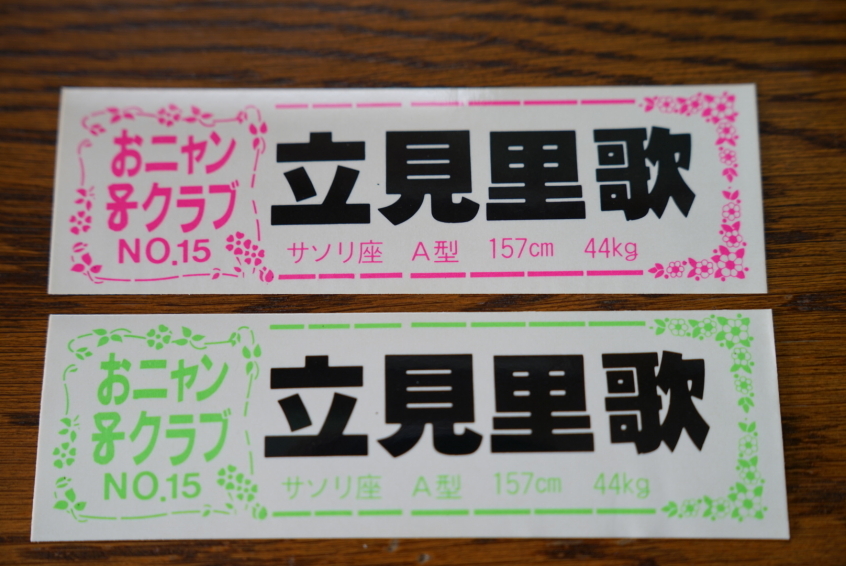 おニャン
子クラブ
NO.15
立見里歌
サソリ座 A型 157cm 44kg
おニャン
子クラブ
NO.15
立見里歌
サソリ座 A型 157cm 44kg